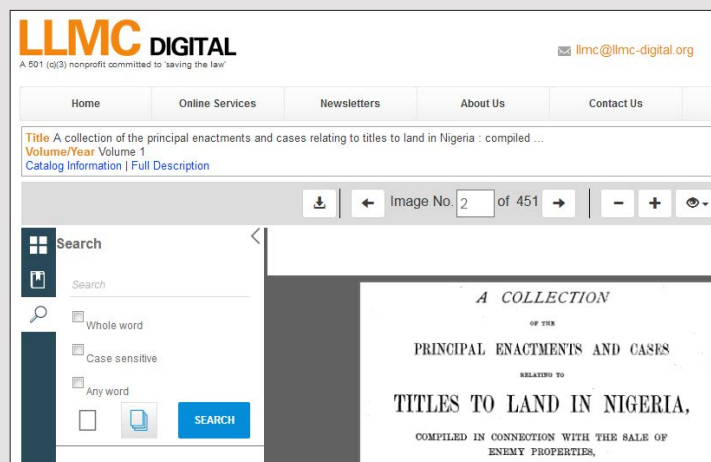 LLMC DIGITAL
A 501 (c)(3) nonprofit committed to 'saving the law'
llmc@llmc-digital.org
Home Online Services Newsletters About Us Contact Us
Title A collection of the principal enactments and cases relating to titles to land in Nigeria : compiled ...
Volume/Year Volume 1
Catalog Information | Full Description
Image No. 2 of 451
Search
Search
Whole word
Case sensitive
Any word
SEARCH
A COLLECTION
OF THE
PRINCIPAL ENACTMENTS AND CASES
RELATING TO
TITLES TO LAND IN NIGERIA,
COMPILED IN CONNECTION WITH THE SALE OF
ENEMY PROPERTIES,